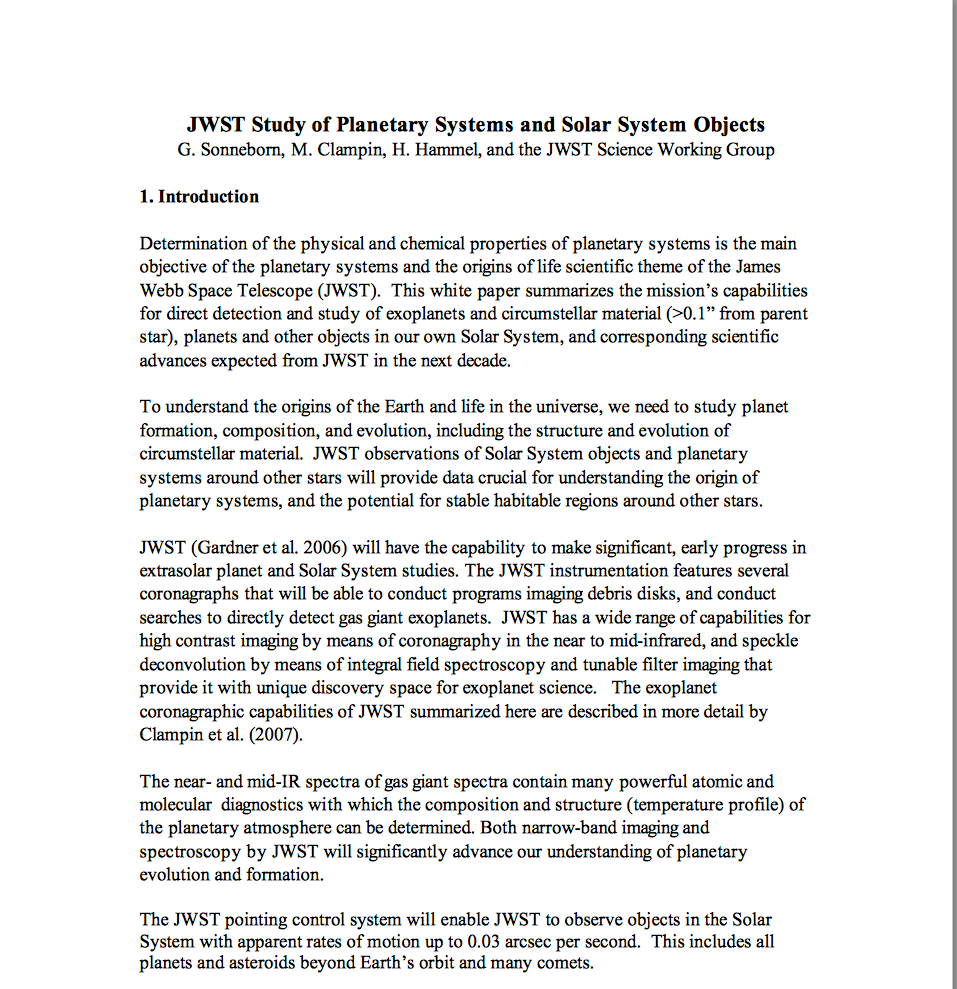 JWST Study of Planetary Systems and Solar System Objects
G. Sonneborn, M. Clampin, H. Hammel, and the JWST Science Working Group
1. Introduction
Determination of the physical and chemical properties of planetary systems is the main
objective of the planetary systems and the origins of life scientific theme of the James
Webb Space Telescope (JWST).  This white paper summarizes the mission's capabilities
for direct detection and study of exoplanets and circumstellar material (>0.1” from parent
star), planets and other objects in our own Solar System, and corresponding scientific
advances expected from JWST in the next decade.
To understand the origins of the Earth and life in the universe, we need to study planet
formation, composition, and evolution, including the structure and evolution of
circumstellar material.  JWST observations of Solar System objects and planetary
systems around other stars will provide data crucial for understanding the origin of
planetary systems, and the potential for stable habitable regions around other stars.
JWST (Gardner et al. 2006) will have the capability to make significant, early progress in
extrasolar planet and Solar System studies. The JWST instrumentation features several
coronagraphs that will be able to conduct programs imaging debris disks, and conduct
searches to directly detect gas giant exoplanets.  JWST has a wide range of capabilities for
high contrast imaging by means of coronagraphy in the near to mid-infrared, and speckle
deconvolution by means of integral field spectroscopy and tunable filter imaging that
provide it with unique discovery space for exoplanet science.   The exoplanet
coronagraphic capabilities of JWST summarized here are described in more detail by
Clampin et al. (2007).
The near- and mid-IR spectra of gas giant spectra contain many powerful atomic and
molecular  diagnostics with which the composition and structure (temperature profile) of
the planetary atmosphere can be determined. Both narrow-band imaging and
spectroscopy by JWST will significantly advance our understanding of planetary
evolution and formation.
The JWST pointing control system will enable JWST to observe objects in the Solar
System with apparent rates of motion up to 0.03 arcsec per second.  This includes all
planets and asteroids beyond Earth's orbit and many comets.